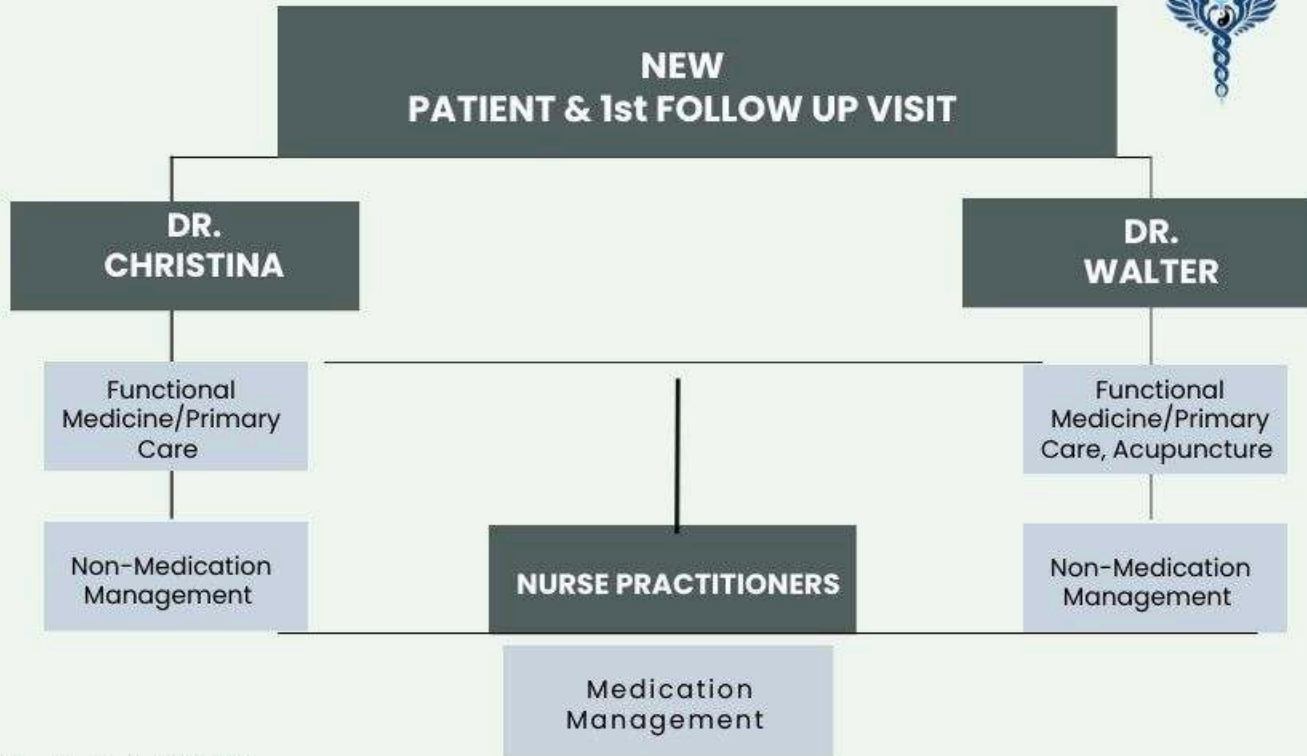 NEW
PATIENT & 1st FOLLOW UP VISIT
DR.
CHRISTINA
DR.
WALTER
Functional
Medicine/Primary
Care
Functional
Medicine/Primary
Care, Acupuncture
Non-Medication
Management
NURSE PRACTITIONERS
Non-Medication
Management
Medication
Management